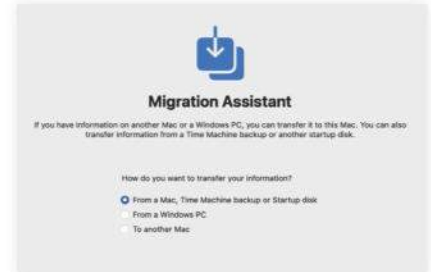 Migration Assistant
If you have information on another Mac or a Windows PC, you can transfer it to this Mac. You can also
transfer information from a Time Machine backup or another startup disk.
How do you want to transfer your information?
From a Mac, Time Machine backup or Startup disk
From a Windows PC
To another Mac